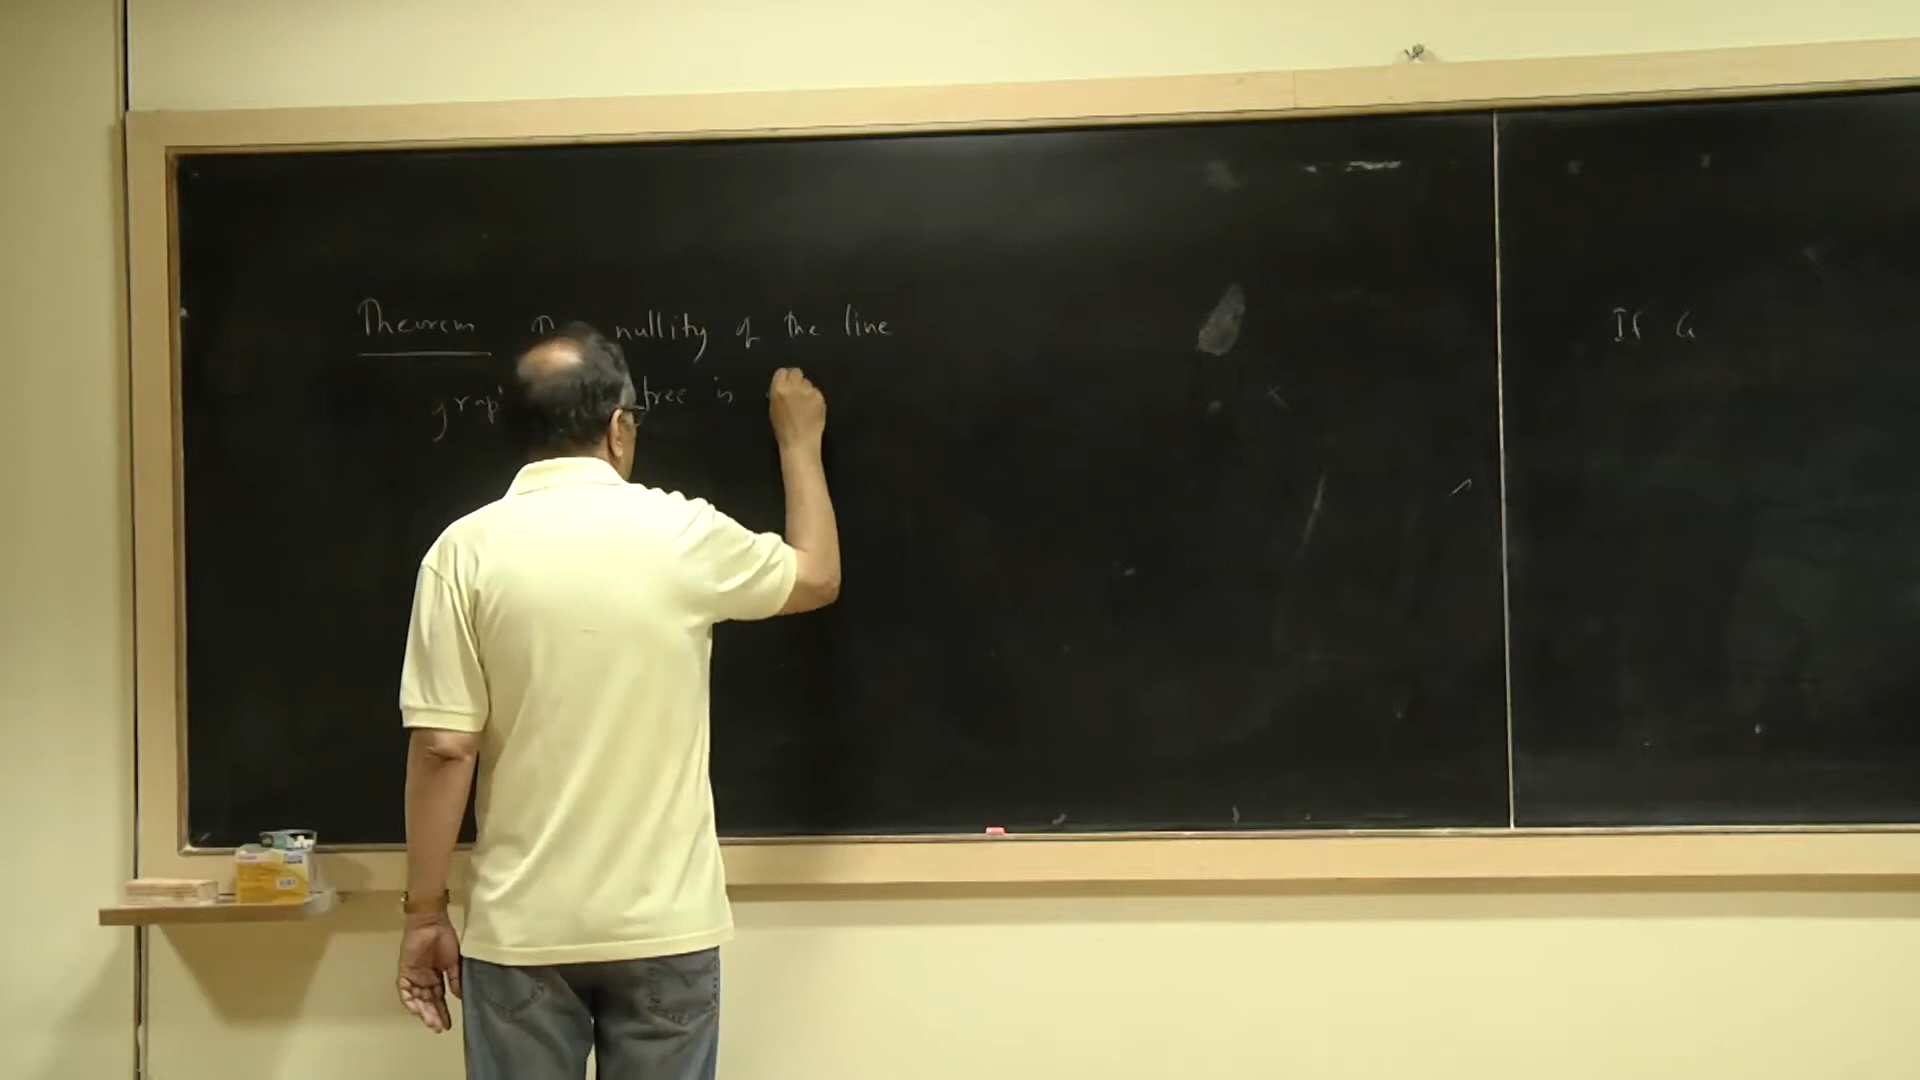 Theorem nullity of the line
tree is
If G